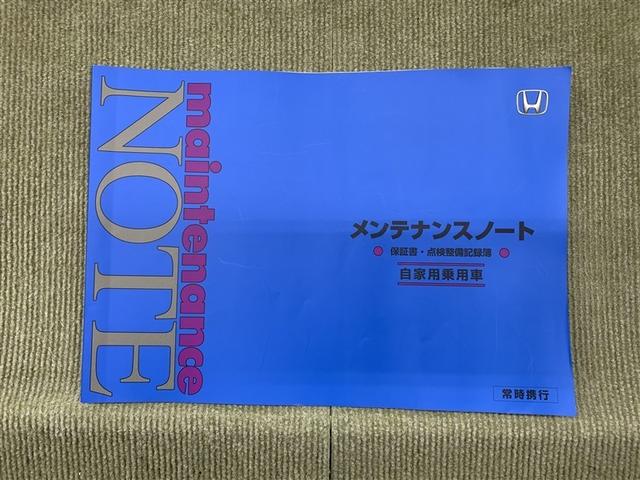 maintenance
NOTE
メンテナンスノート
保証書・点検整備記録簿
自家用乗用車
常時携行